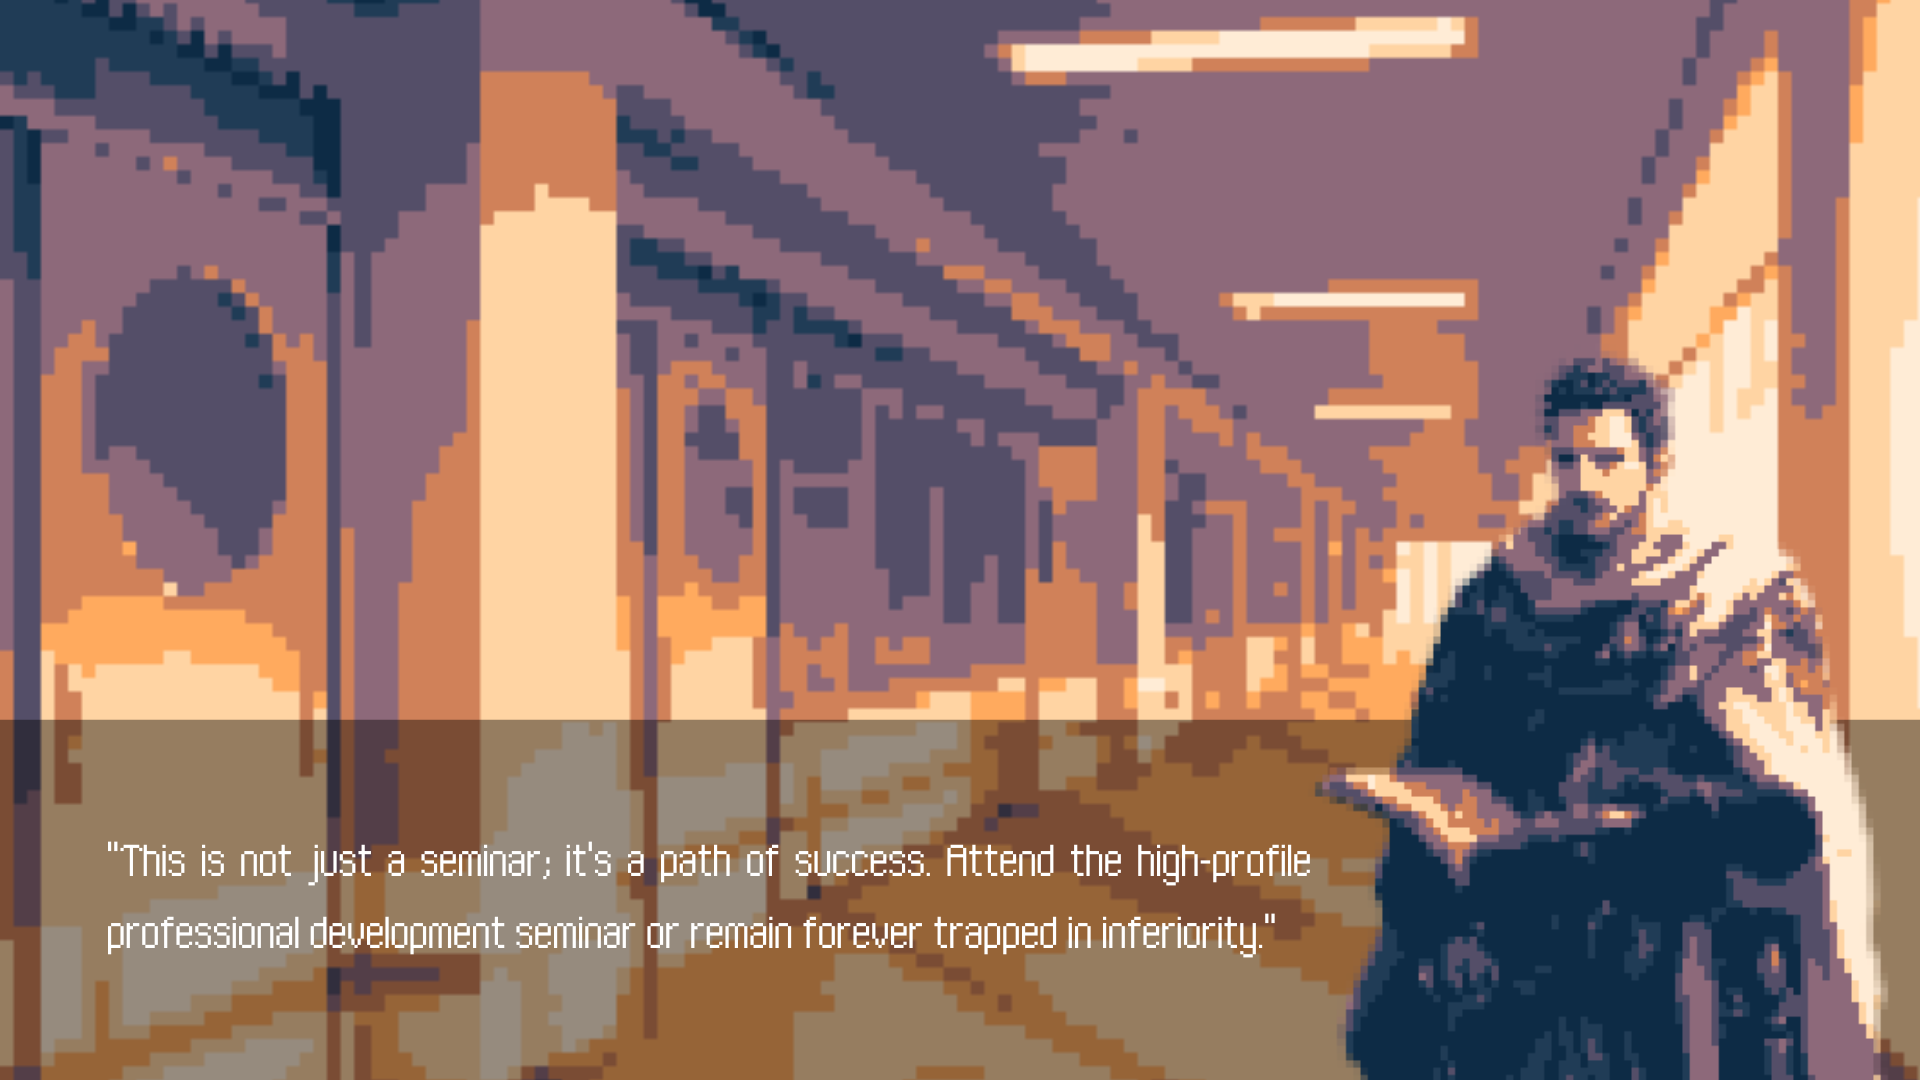 "This is not just a seminar; it's a path of success. Attend the high-profile
professional development seminar or remain forever trapped in inferiority."